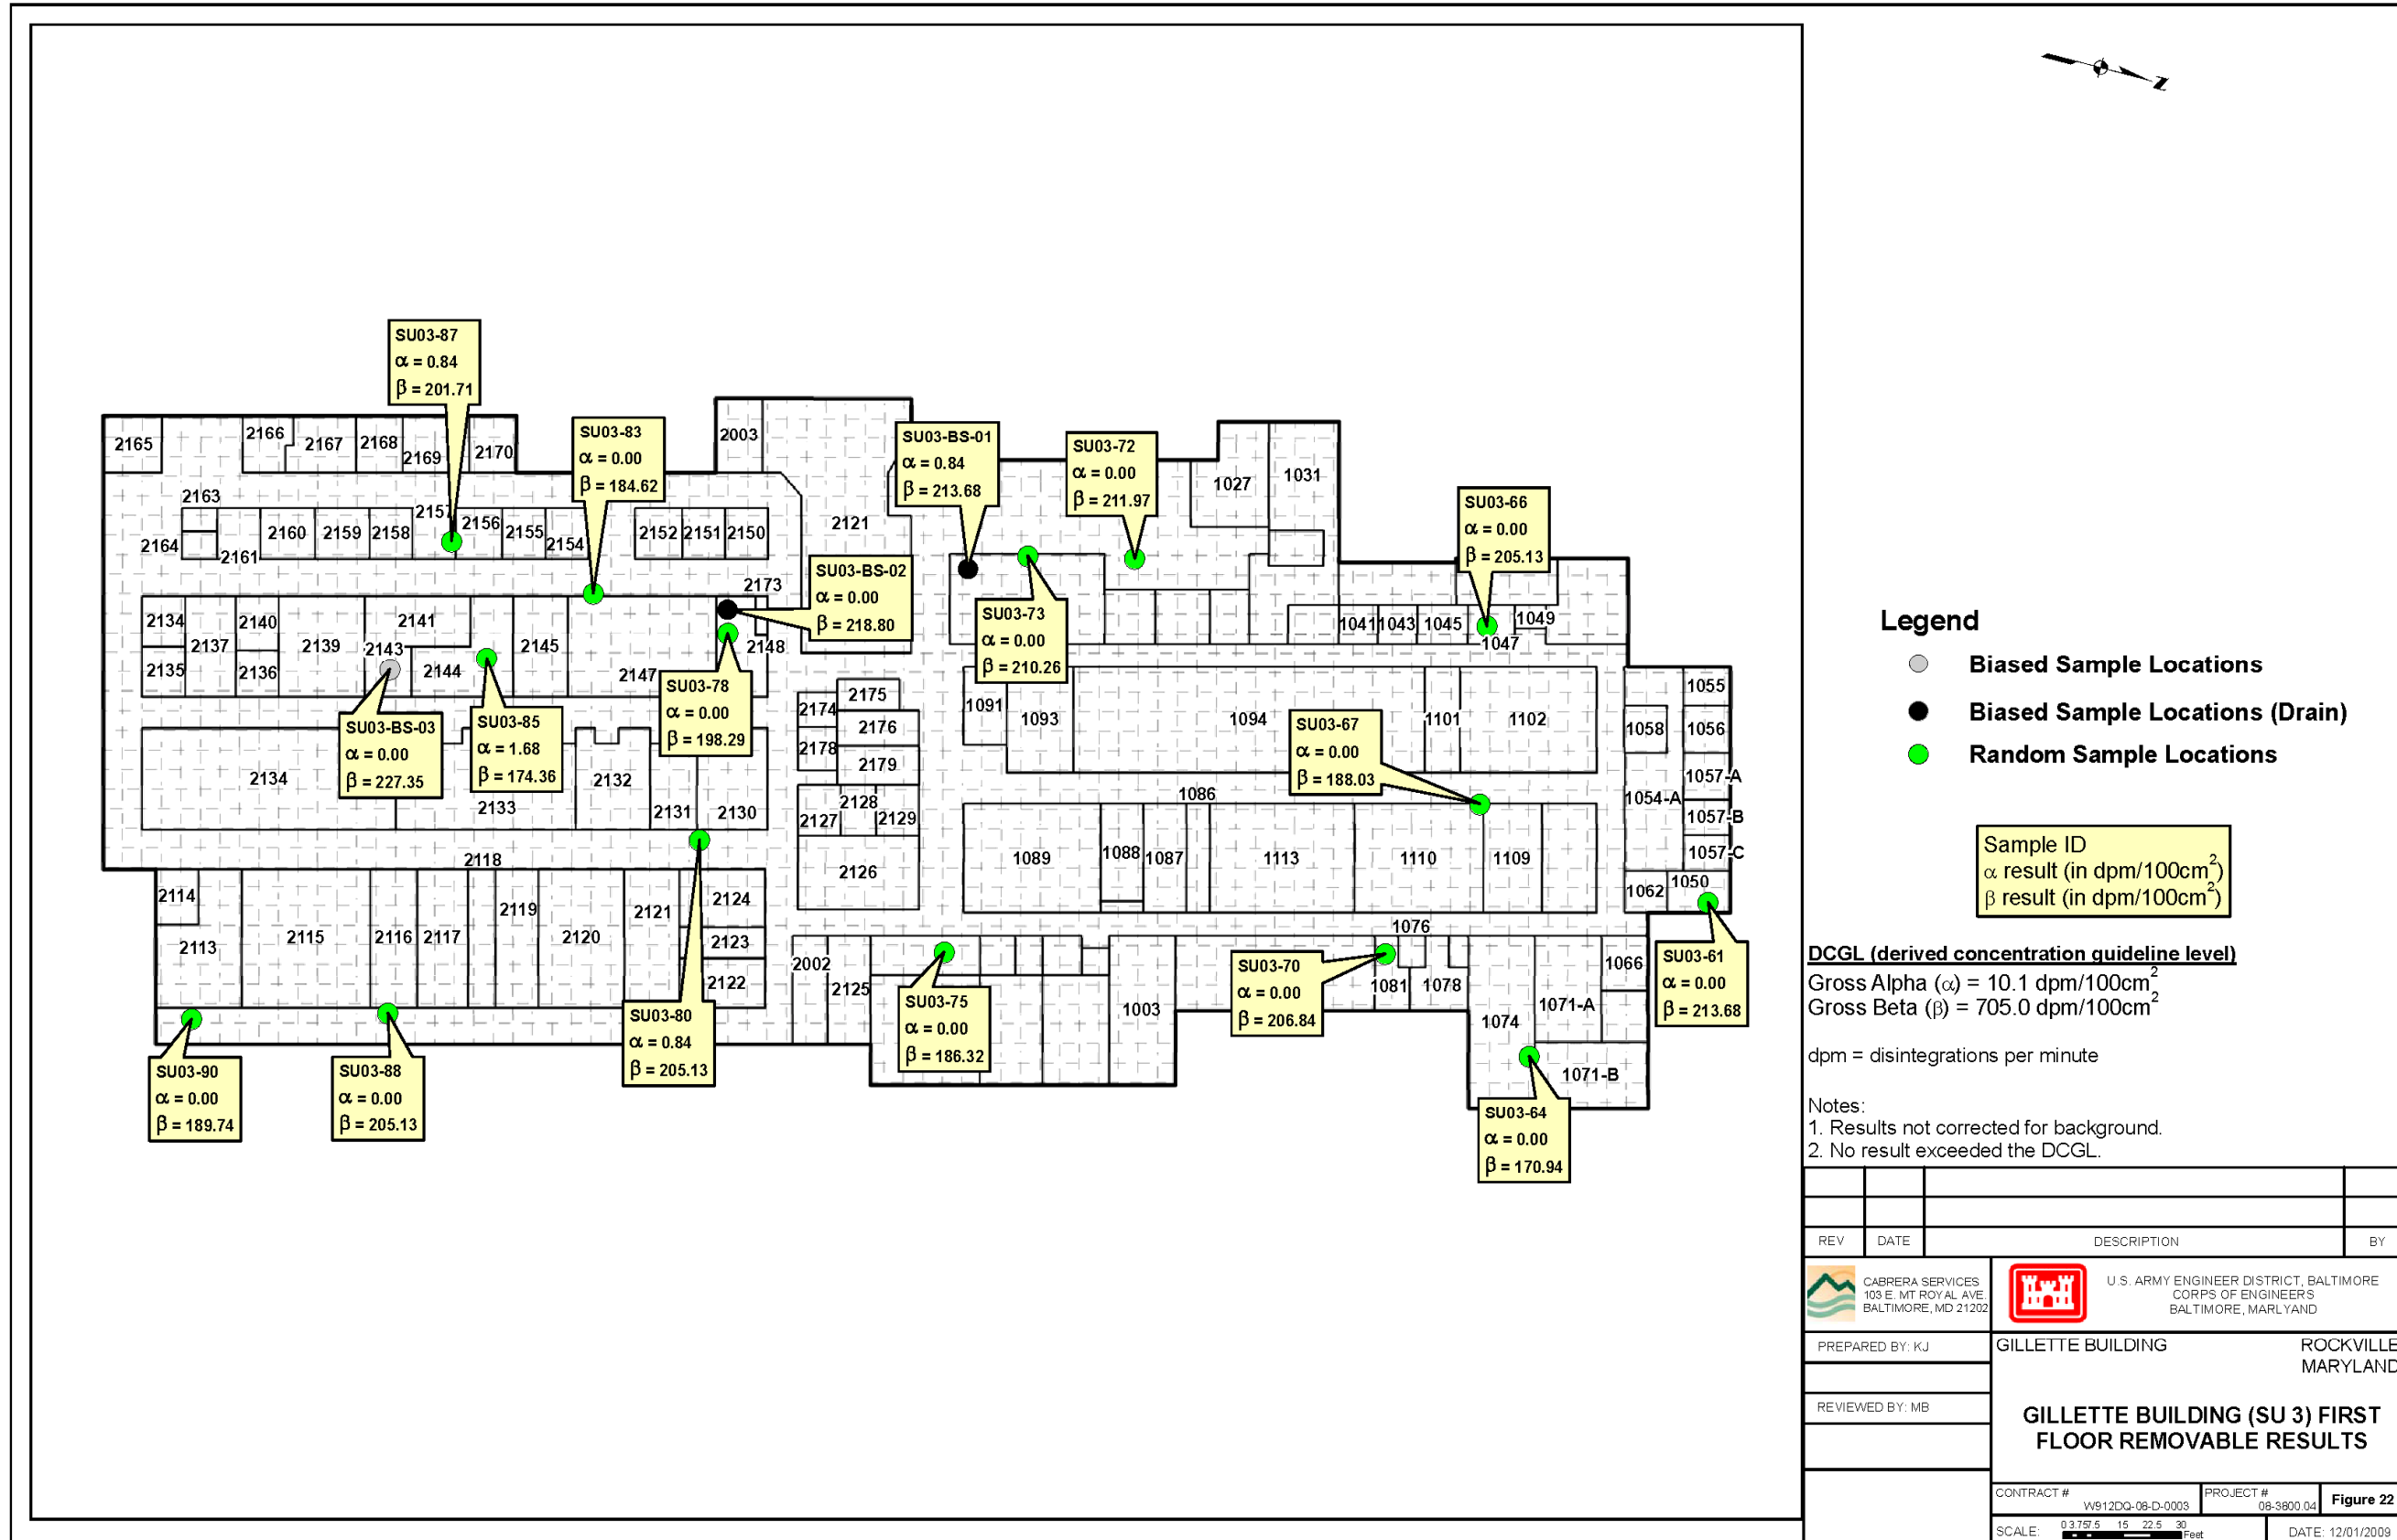 SU03-87
α = 0.84
β = 201.71
SU03-83
α = 0.00
β = 184.62
SU03-BS-01
α = 0.84
β = 213.68
SU03-72
α = 0.00
β = 211.97
SU03-66
α = 0.00
β = 205.13
SU03-BS-02
α = 0.00
β = 218.80
SU03-73
α = 0.00
β = 210.26
SU03-78
α = 0.00
β = 198.29
SU03-BS-03
α = 0.00
β = 227.35
SU03-85
α = 1.68
β = 174.36
SU03-67
α = 0.00
β = 188.03
SU03-61
α = 0.00
β = 213.68
SU03-70
α = 0.00
β = 206.84
SU03-75
α = 0.00
β = 186.32
SU03-80
α = 0.84
β = 205.13
SU03-90
α = 0.00
β = 189.74
SU03-88
α = 0.00
β = 205.13
SU03-64
α = 0.00
β = 170.94
2165
2166
2167
2168
2169
2170
2003
2163
2164
2161
2160
2159
2158
2157
2156
2155
2154
2152
2151
2150
2121
2173
1027
1031
2134
2135
2137
2140
2136
2139
2141
2143
2144
2145
2147
2148
1041
1043
1045
1047
1049
2134
2133
2132
2131
2130
2174
2175
2176
2178
2179
2128
2127
2129
2126
1091
1093
1094
1101
1102
1055
1058
1056
1057-A
1054-A
1057-B
1057-C
1062
1050
1086
1089
1088
1087
1113
1110
1109
2118
2114
2113
2115
2116
2117
2119
2120
2121
2124
2123
2122
2002
2125
1003
1076
1081
1078
1074
1071-A
1066
1071-B
Z
Legend
Biased Sample Locations
Biased Sample Locations (Drain)
Random Sample Locations
Sample ID
α result (in dpm/100cm²)
β result (in dpm/100cm²)
DCGL (derived concentration guideline level)
Gross Alpha (α) = 10.1 dpm/100cm²
Gross Beta (β) = 705.0 dpm/100cm²
dpm = disintegrations per minute
Notes:
1. Results not corrected for background.
2. No result exceeded the DCGL.
REV DATE DESCRIPTION BY
CABRERA SERVICES
103 E. MT ROYAL AVE.
BALTIMORE, MD 21202
U.S. ARMY ENGINEER DISTRICT, BALTIMORE
CORPS OF ENGINEERS
BALTIMORE, MARLYAND
PREPARED BY: KJ
REVIEWED BY: MB
GILLETTE BUILDING ROCKVILLE
MARYLAND
GILLETTE BUILDING (SU 3) FIRST
FLOOR REMOVABLE RESULTS
CONTRACT #
W912DQ-08-D-0003
PROJECT #
08-3800.04
Figure 22
SCALE: 0 3.75 7.5 15 22.5 30
Feet
DATE: 12/01/2009